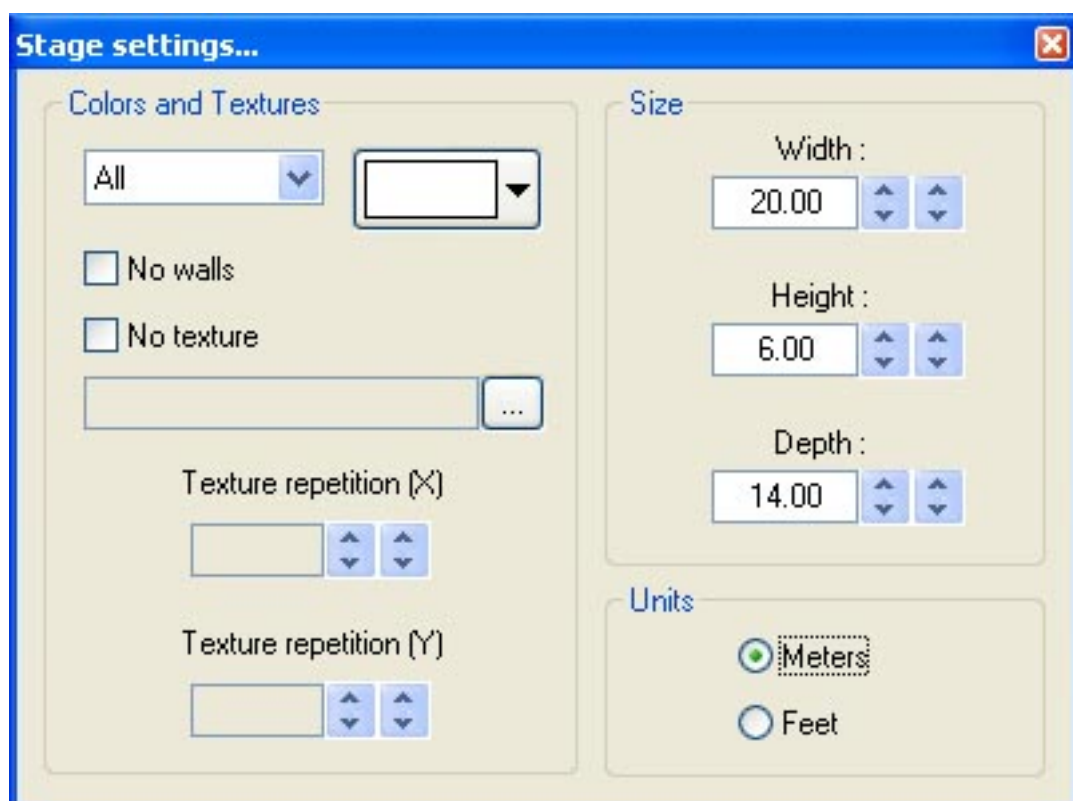 Stage settings...
Colors and Textures
All
No walls
No texture
...
Texture repetition (X)
Texture repetition (Y)
Size
Width :
20.00
Height :
6.00
Depth :
14.00
Units
Meters
Feet